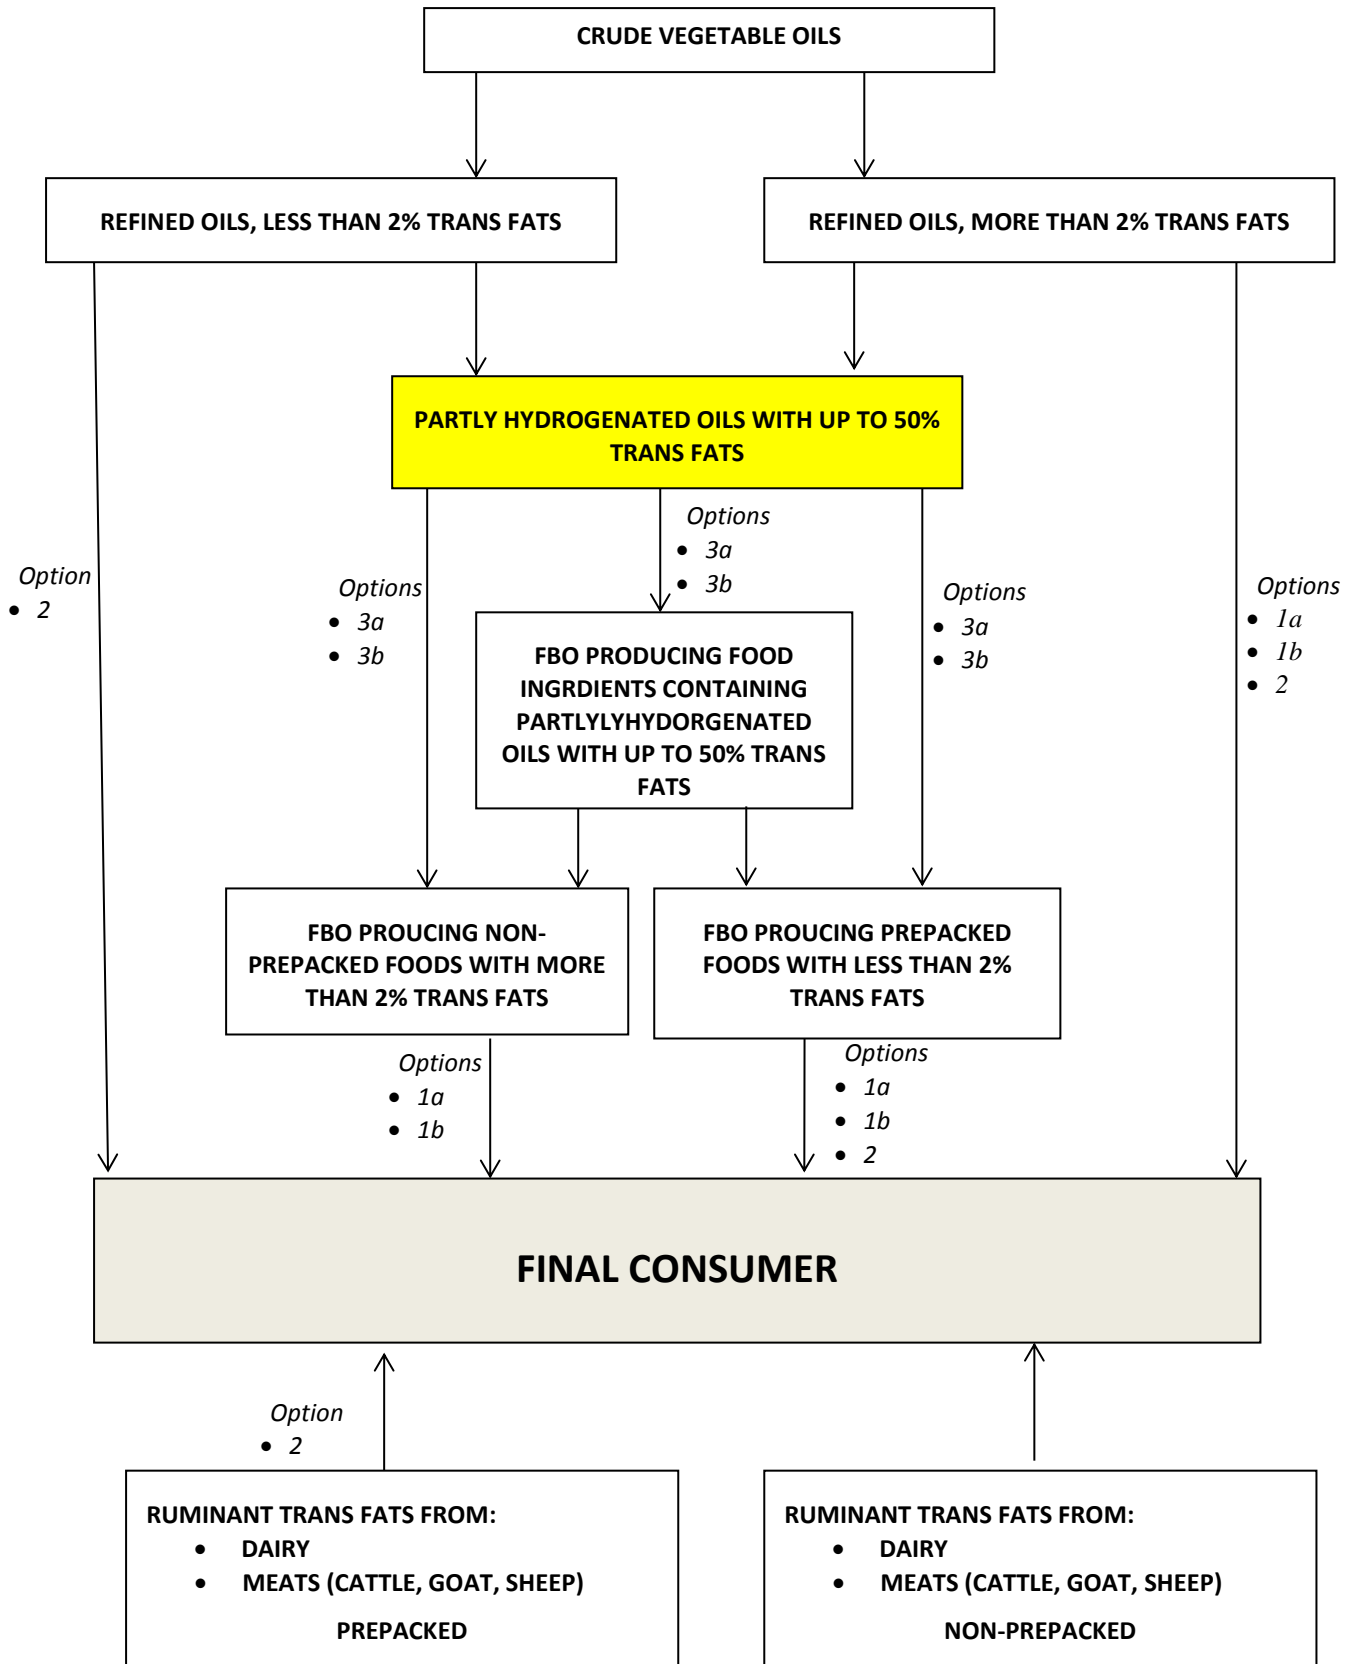 CRUDE VEGETABLE OILS
REFINED OILS, LESS THAN 2% TRANS FATS
REFINED OILS, MORE THAN 2% TRANS FATS
PARTLY HYDROGENATED OILS WITH UP TO 50%
TRANS FATS
Option
• 2
Options
• 3a
• 3b
Options
• 3a
• 3b
Options
• 3a
• 3b
Options
• 1a
• 1b
• 2
FBO PRODUCING FOOD
INGRDIENTS CONTAINING
PARTLYLYHYDORGENATED
OILS WITH UP TO 50% TRANS
FATS
FBO PROUCING NON-
PREPACKED FOODS WITH MORE
THAN 2% TRANS FATS
FBO PROUCING PREPACKED
FOODS WITH LESS THAN 2%
TRANS FATS
Options
• 1a
• 1b
Options
• 1a
• 1b
• 2
FINAL CONSUMER
Option
• 2
RUMINANT TRANS FATS FROM:
• DAIRY
• MEATS (CATTLE, GOAT, SHEEP)
PREPACKED
RUMINANT TRANS FATS FROM:
• DAIRY
• MEATS (CATTLE, GOAT, SHEEP)
NON-PREPACKED